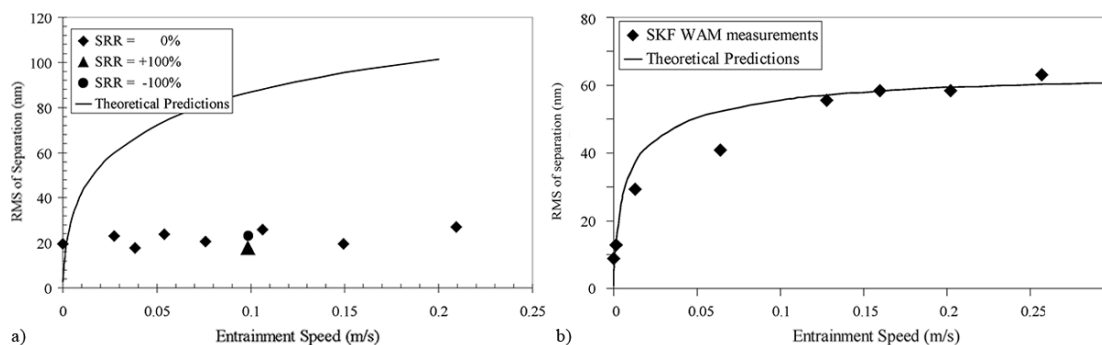 120
100
80
60
40
20
0
RMS of Separation (nm)
SRR = 0%
SRR = +100%
SRR = -100%
Theoretical Predictions
0 0.05 0.1 0.15 0.2 0.25
Entrainment Speed (m/s)
a)
80
60
40
20
0
RMS of separation (nm)
SKF WAM measurements
Theoretical Predictions
0 0.05 0.1 0.15 0.2 0.25
Entrainment Speed (m/s)
b)